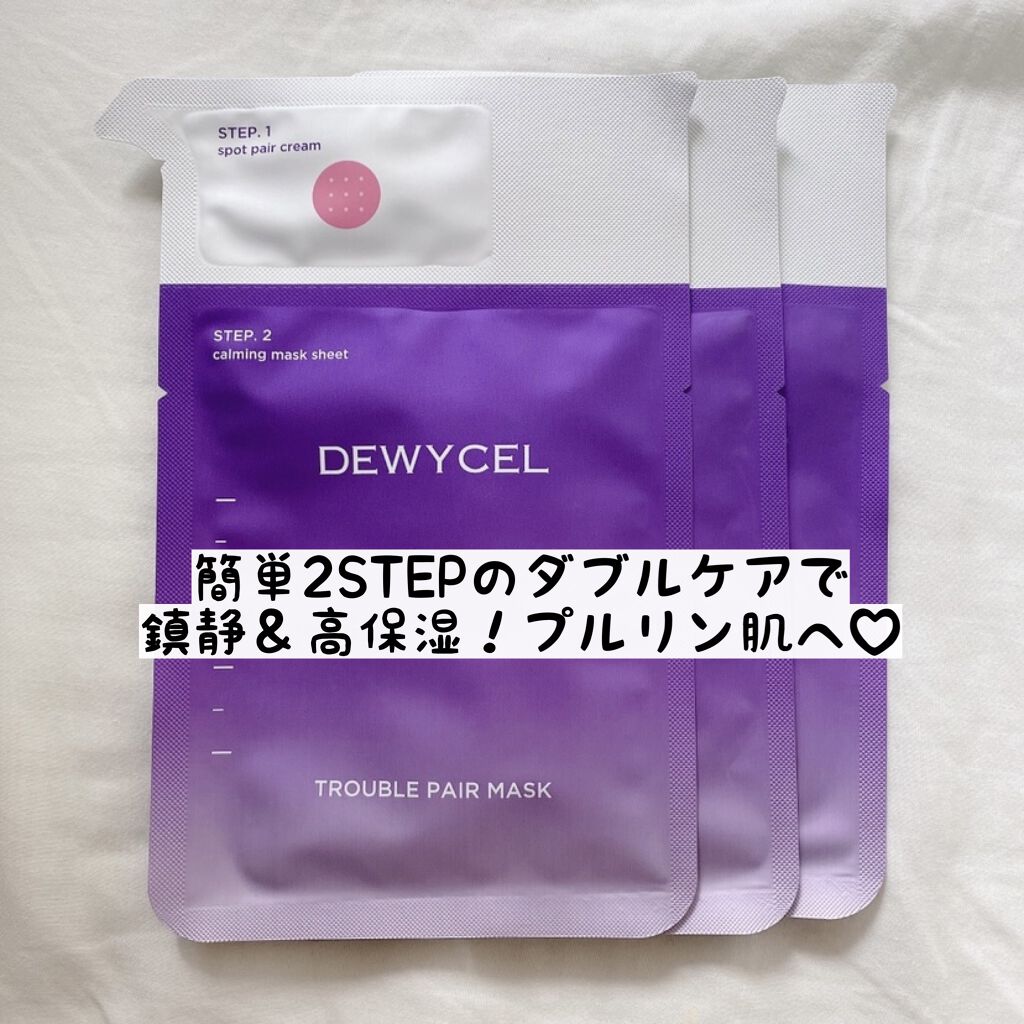 STEP. 1
spot pair cream
STEP. 2
calming mask sheet
DEWYCEL
簡単2STEPのダブルケアで
鎮静&高保湿!プルリン肌へ♡
TROUBLE PAIR MASK